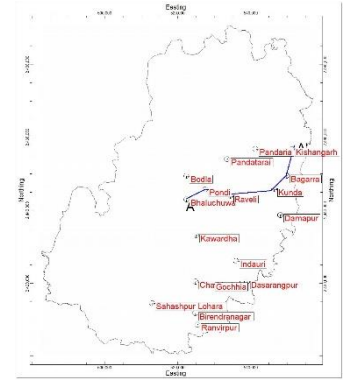 Easting
A'
Pandaria
Kishangarh
Pandatarai
Bodla
Bagarra
Pondi
Kunda
Raveli
Bhaluchuwa
A
Damapur
Kawardha
Indauri
Cha
Gochhia
Dasarangpur
Sahashpur Lohara
Birendranagar
Ranvirpur
Northing
Northing
Easting